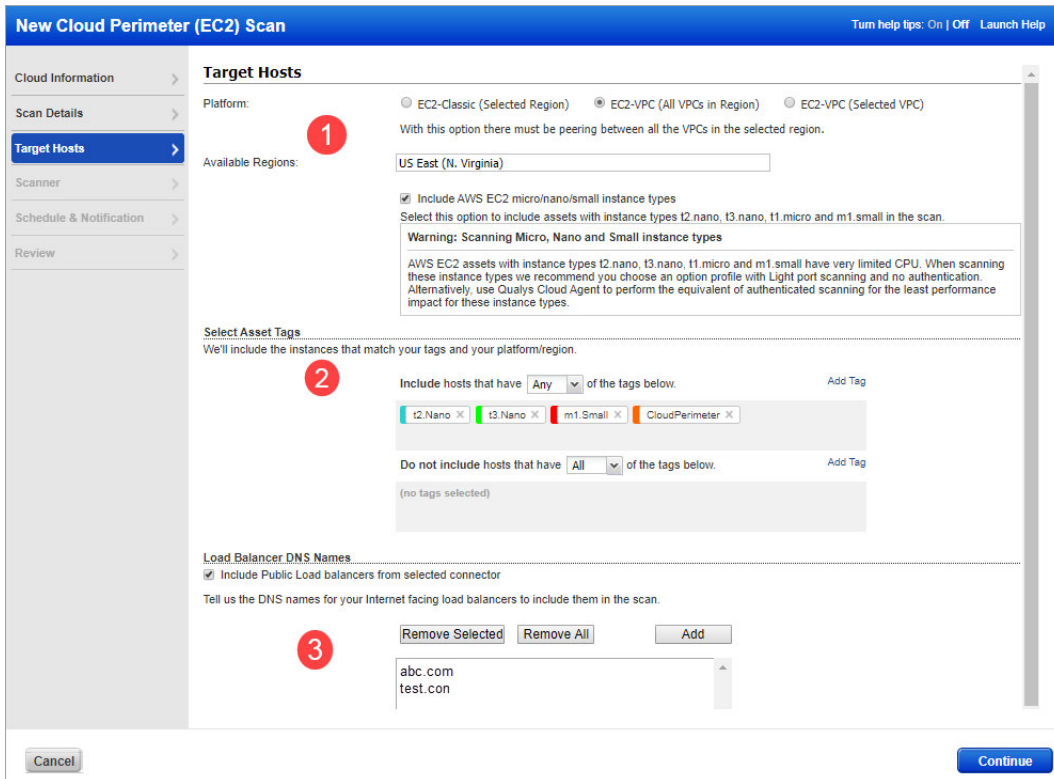 New Cloud Perimeter (EC2) Scan
Turn help tips: On | Off Launch Help
Cloud Information
Scan Details
Target Hosts
Scanner
Schedule & Notification
Review
Target Hosts
Platform:
EC2-Classic (Selected Region) EC2-VPC (All VPCs in Region) EC2-VPC (Selected VPC)
With this option there must be peering between all the VPCs in the selected region.
1
Available Regions:
US East (N. Virginia)
Include AWS EC2 micro/nano/small instance types
Select this option to include assets with instance types t2.nano, t3.nano, t1.micro and m1.small in the scan.
Warning: Scanning Micro, Nano and Small instance types
AWS EC2 assets with instance types t2.nano, t3.nano, t1.micro and m1.small have very limited CPU. When scanning
these instance types we recommend you choose an option profile with Light port scanning and no authentication.
Alternatively, use Qualys Cloud Agent to perform the equivalent of authenticated scanning for the least performance
impact for these instance types.
Select Asset Tags
We'll include the instances that match your tags and your platform/region.
2
Include hosts that have Any of the tags below.
Add Tag
t2.Nano t3.Nano m1.Small CloudPerimeter
Do not include hosts that have All of the tags below.
Add Tag
(no tags selected)
Load Balancer DNS Names
Include Public Load balancers from selected connector
Tell us the DNS names for your Internet facing load balancers to include them in the scan.
3
Remove Selected Remove All Add
abc.com
test.con
Cancel
Continue